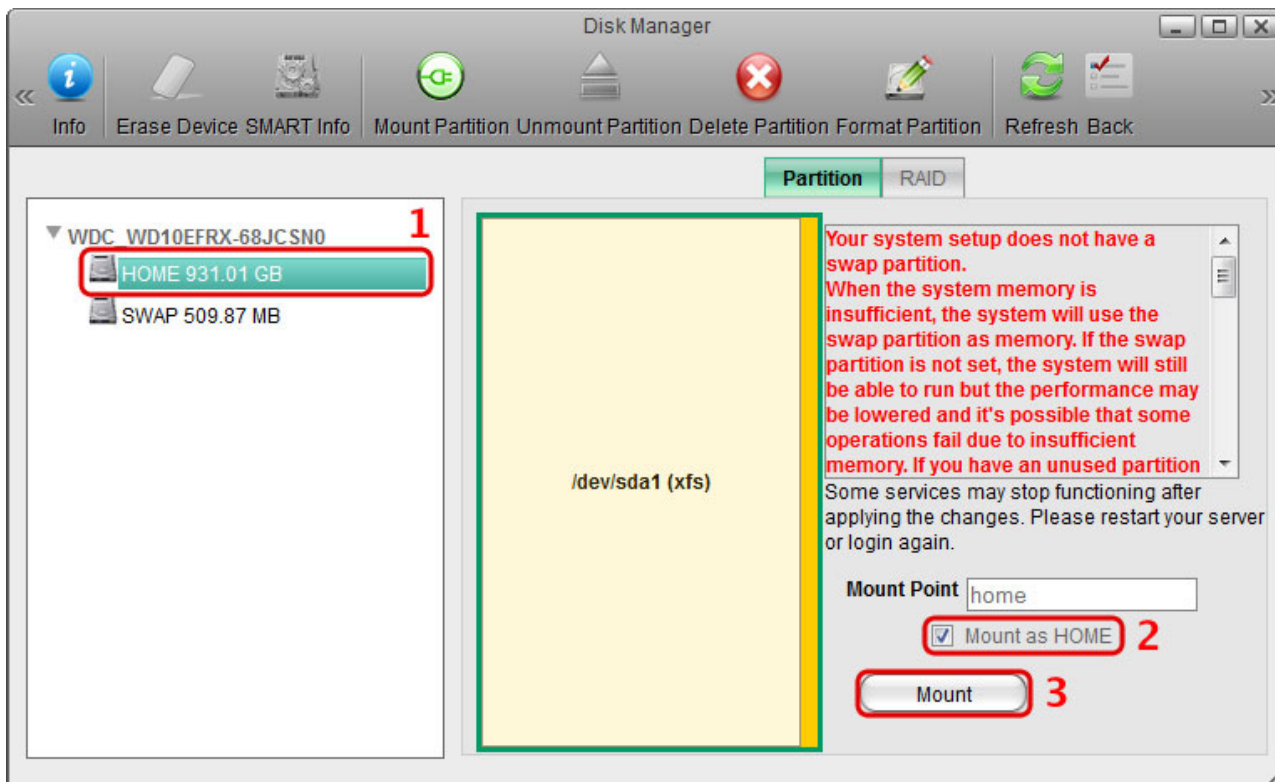 Disk Manager
«
Info
Erase Device
SMART Info
Mount Partition
Unmount Partition
Delete Partition
Format Partition
Refresh
Back
»
Partition
RAID
WDC_WD10EFRX-68JCSN0
1
HOME 931.01 GB
SWAP 509.87 MB
/dev/sda1 (xfs)
Your system setup does not have a
swap partition.
When the system memory is
insufficient, the system will use the
swap partition as memory. If the swap
partition is not set, the system will still
be able to run but the performance may
be lowered and it's possible that some
operations fail due to insufficient
memory. If you have an unused partition
Some services may stop functioning after
applying the changes. Please restart your server
or login again.
Mount Point
home
Mount as HOME
2
Mount
3